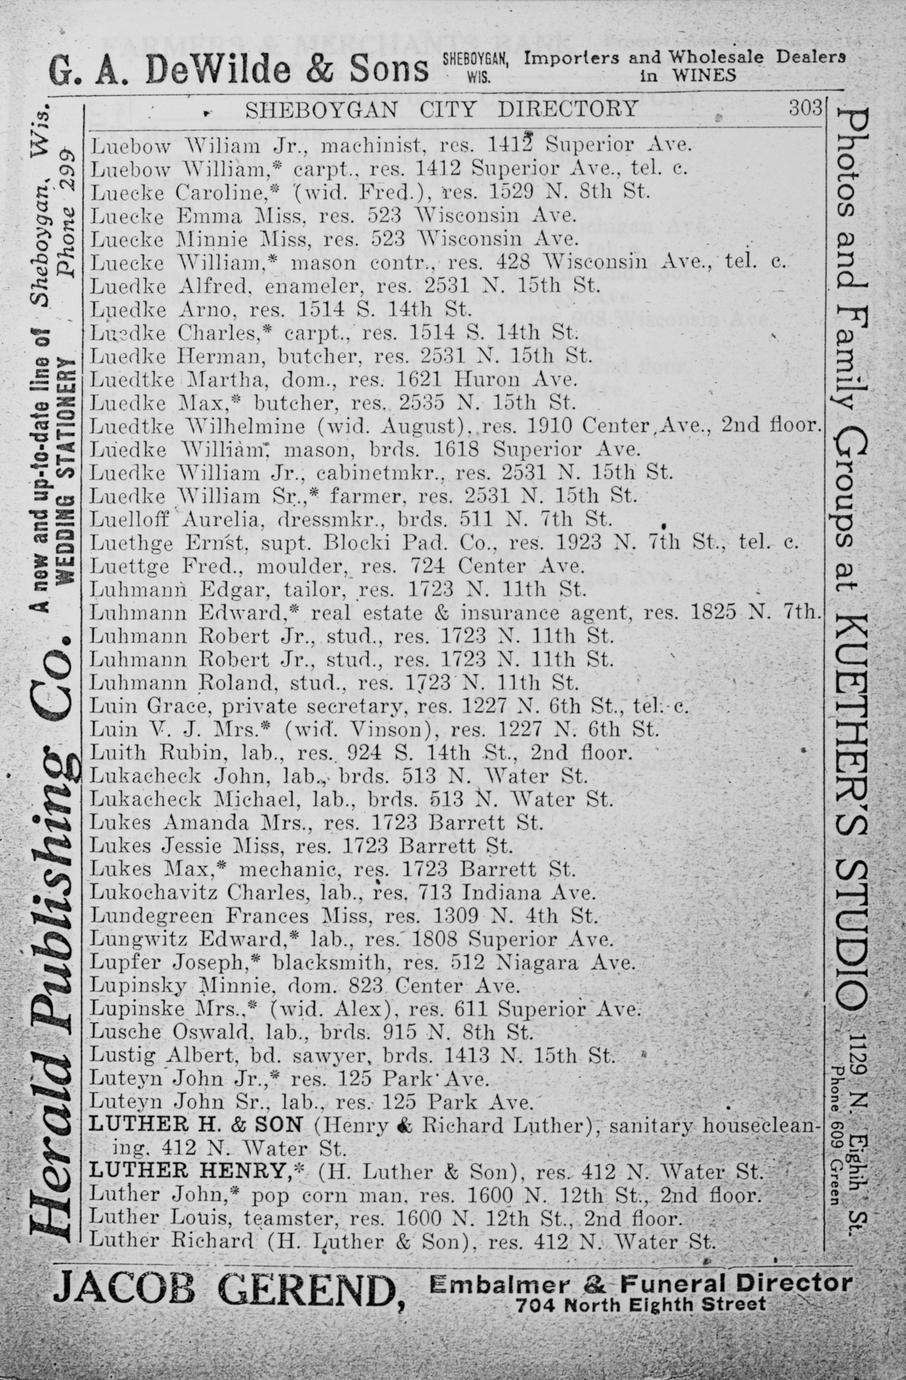 G. A. DeWilde & Sons SHEBOYGAN, WIS. Importers and Wholesale Dealers in WINES
SHEBOYGAN CITY DIRECTORY 303
Luebow Wiliam Jr., machinist, res. 1412 Superior Ave.
Luebow William,* carpt., res. 1412 Superior Ave., tel. c.
Luecke Caroline,* (wid. Fred.), res. 1529 N. 8th St.
Luecke Emma Miss, res. 523 Wisconsin Ave.
Luecke Minnie Miss, res. 523 Wisconsin Ave.
Luecke William,* mason contr., res. 428 Wisconsin Ave., tel. c.
Luedke Alfred, enameler, res. 2531 N. 15th St.
Luedke Arno, res. 1514 S. 14th St.
Luedke Charles,* carpt., res. 1514 S. 14th St.
Luedke Herman, butcher, res. 2531 N. 15th St.
Luedtke Martha, dom., res. 1621 Huron Ave.
Luedke Max,* butcher, res. 2535 N. 15th St.
Luedtke Wilhelmine (wid. August), res. 1910 Center Ave., 2nd floor.
Luedke William* mason, brds. 1618 Superior Ave.
Luedke William Jr., cabinetmkr., res. 2531 N. 15th St.
Luedke William Sr.,* farmer, res. 2531 N. 15th St.
Luelloff Aurelia, dressmkr., brds. 511 N. 7th St.
Luethge Ernst, supt. Blocki Pad. Co., res. 1923 N. 7th St., tel. c.
Luettge Fred., moulder, res. 724 Center Ave.
Luhmann Edgar, tailor, res. 1723 N. 11th St.
Luhmann Edward,* real estate & insurance agent, res. 1825 N. 7th.
Luhmann Robert Jr., stud., res. 1723 N. 11th St.
Luhmann Robert Jr., stud., res. 1723 N. 11th St.
Luhmann Roland, stud., res. 1723 N. 11th St.
Luin Grace, private secretary, res. 1227 N. 6th St., tel. c.
Luin V. J. Mrs.* (wid. Vinson), res. 1227 N. 6th St.
Luith Rubin, lab., res. 924 S. 14th St., 2nd floor.
Lukacheck John, lab., brds. 513 N. Water St.
Lukacheck Michael, lab., brds. 513 N. Water St.
Lukes Amanda Mrs., res. 1723 Barrett St.
Lukes Jessie Miss, res. 1723 Barrett St.
Lukes Max,* mechanic, res. 1723 Barrett St.
Lukochavitz Charles, lab., res. 713 Indiana Ave.
Lundegreen Frances Miss, res. 1309 N. 4th St.
Lungwitz Edward,* lab., res. 1808 Superior Ave.
Lupfer Joseph,* blacksmith, res. 512 Niagara Ave.
Lupinsky Minnie, dom. 823 Center Ave.
Lupinske Mrs.,* (wid. Alex), res. 611 Superior Ave.
Lusche Oswald, lab., brds. 915 N. 8th St.
Lustig Albert, bd. sawyer, brds. 1413 N. 15th St.
Luteyn John Jr.,* res. 125 Park Ave.
Luteyn John Sr., lab., res. 125 Park Ave.
LUTHER H. & SON (Henry & Richard Luther), sanitary houseclean-
ing, 412 N. Water St.
LUTHER HENRY,* (H. Luther & Son), res. 412 N. Water St.
Luther John,* pop corn man, res. 1600 N. 12th St., 2nd floor.
Luther Louis, teamster, res. 1600 N. 12th St., 2nd floor.
Luther Richard (H. Luther & Son), res. 412 N. Water St.
Herald Publishing Co. A new and up-to-date line of Sheboygan, Wis.
WEDDING STATIONERY Phone 299
Photos and Family Groups at KUETHER'S STUDIO 1129 N. Eighih St.
Phone 609 Green
JACOB GEREND, Embalmer & Funeral Director
704 North Eighth Street